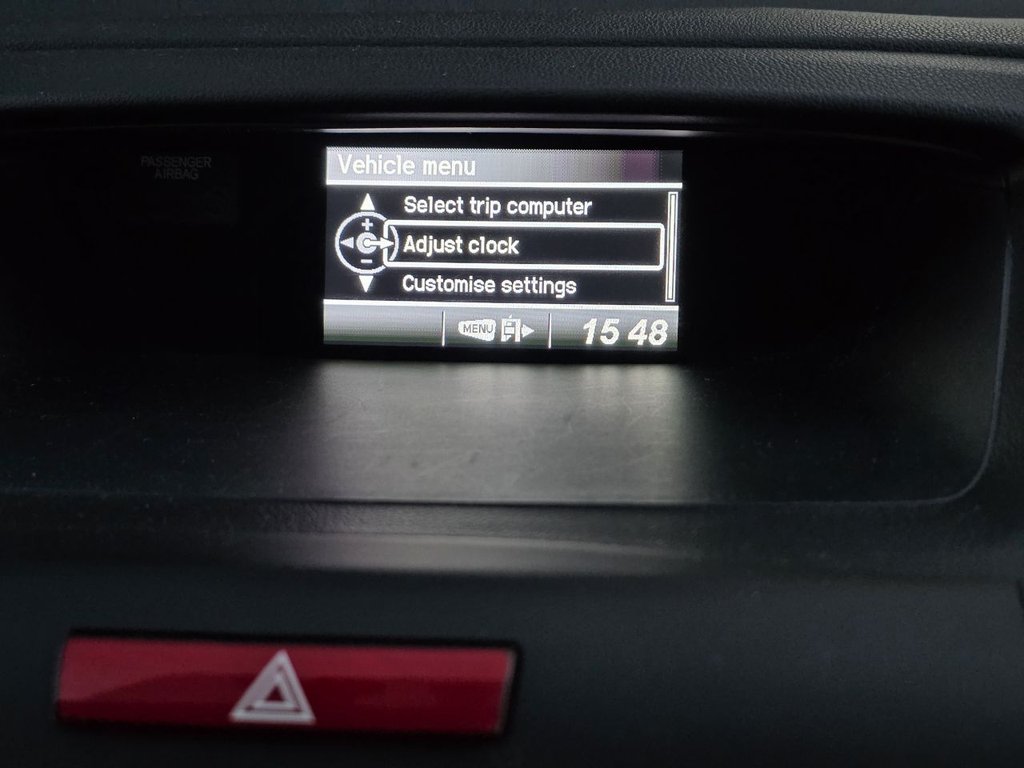 PASSENGER
AIRBAG
Vehicle menu
Select trip computer
Adjust clock
Customise settings
MENU
15 48